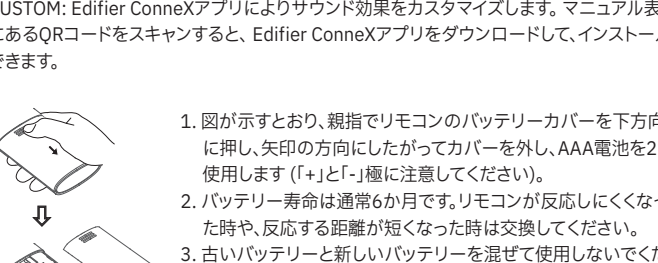 USTOM: Edifier ConneXアプリによりサウンド効果をカスタマイズします。マニュアル表
にあるQRコードをスキャンすると、Edifier ConneXアプリをダウンロードして、インストール
できます。
1. 図が示すとおり、親指でリモコンのバッテリーカバーを下方向
に押し、矢印の方向にしたがってカバーを外し、AAA電池を2
使用します (「+」と「-」極に注意してください)。
2. バッテリー寿命は通常6か月です。リモコンが反応しにくくなっ
た時や、反応する距離が短くなった時は交換してください。
3. 古いバッテリーと新しいバッテリーを混ぜて使用しないでくだ